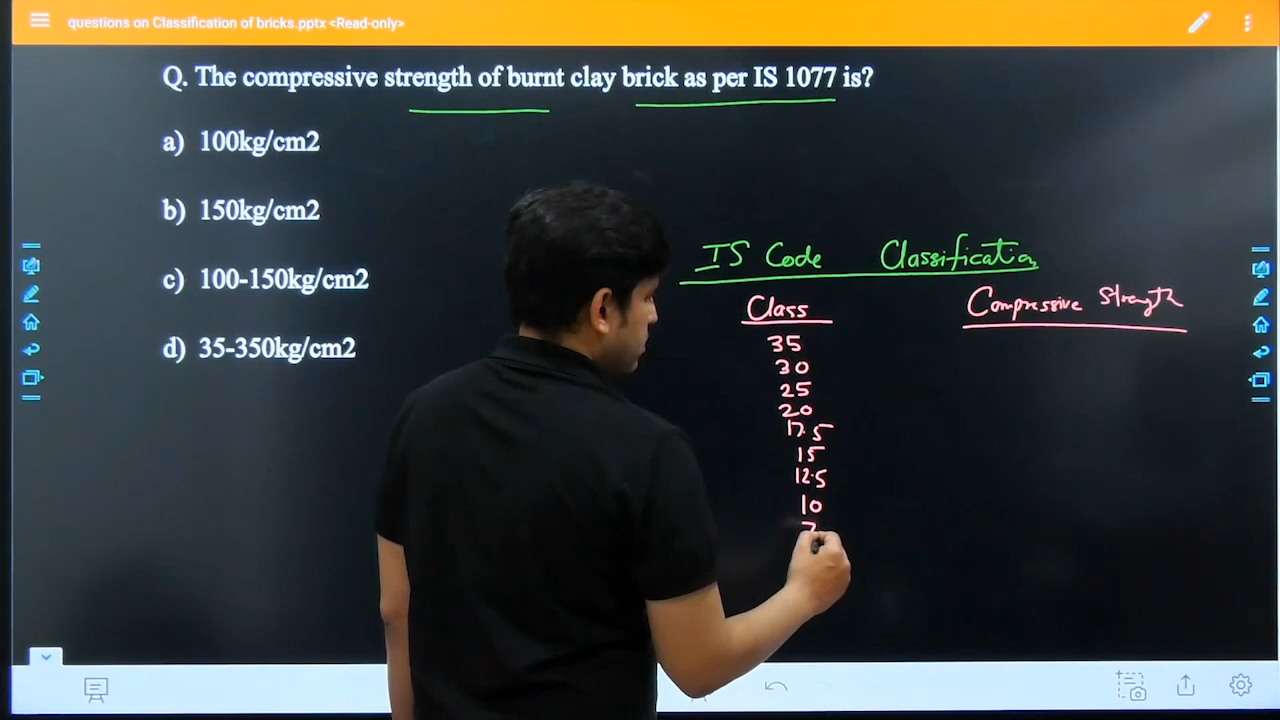 questions on Classification of bricks.pptx <Read-only>
Q. The compressive strength of burnt clay brick as per IS 1077 is?
a) 100kg/cm2
b) 150kg/cm2
c) 100-150kg/cm2
d) 35-350kg/cm2
IS Code Classification
Class Compressive Strength
35
30
25
20
17.5
15
12.5
10
7